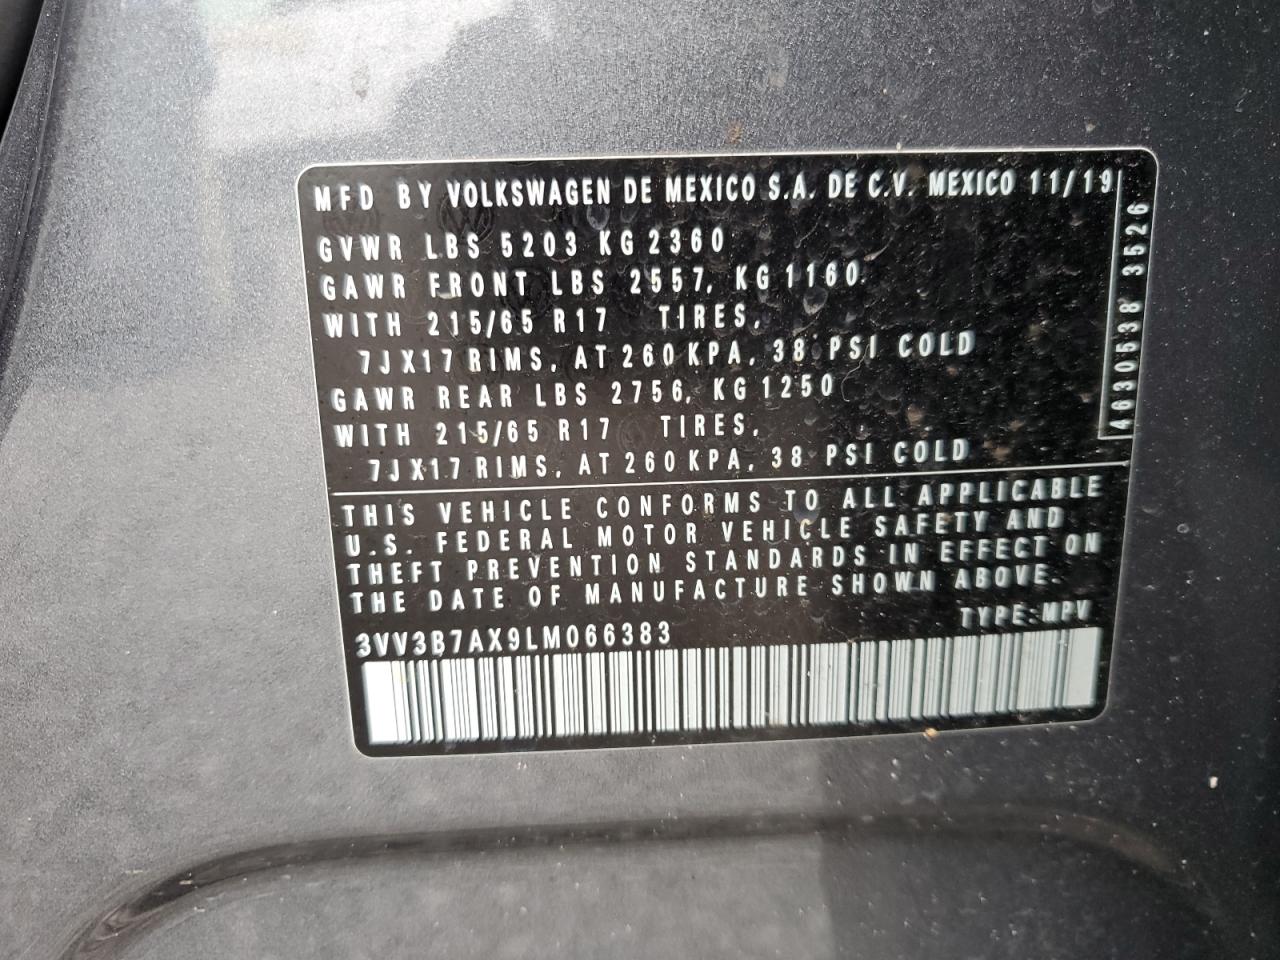 MFD BY VOLKSWAGEN DE MEXICO S.A. DE C.V. MEXICO 11/19
GVWR LBS 5203 KG 2360
GAWR FRONT LBS 2557, KG 1160.
WITH 215/65 R17 TIRES,
7JX17 RIMS, AT 260 KPA, 38 PSI COLD
GAWR REAR LBS 2756, KG 1250
WITH 215/65 R17 TIRES,
7JX17 RIMS, AT 260 KPA, 38 PSI COLD
46305538 3526
THIS VEHICLE CONFORMS TO ALL APPLICABLE
U.S. FEDERAL MOTOR VEHICLE SAFETY AND
THEFT PREVENTION STANDARDS IN EFFECT ON
THE DATE OF MANUFACTURE SHOWN ABOVE.
TYPE: MPV
3VV3B7AX9LM066383